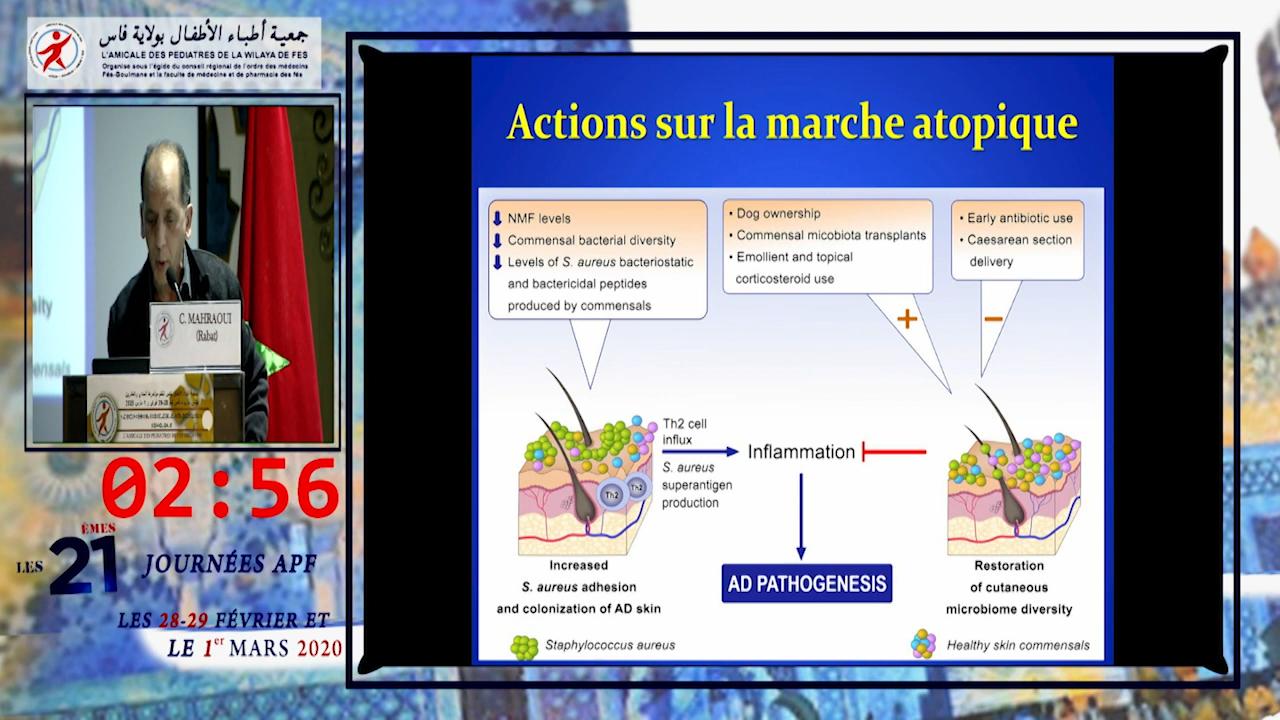 جمعية أطباء الأطفال بولاية فاس
L'AMICALE DES PEDIATRES DE LA WILAYA DE FES
Organise sous l'égide du conseil régional de l'ordre des médecins
Fès-Boulmane et la faculté de médecine et de pharmacie de fès
C. MAHRAOUI
(Rabat)
02:56
LES 21 ÈMES JOURNÉES APF
LES 28-29 FÉVRIER ET
LE 1er MARS 2020
Actions sur la marche atopique
NMF levels
Commensal bacterial diversity
Levels of S. aureus bacteriostatic
and bactericidal peptides
produced by commensals
• Dog ownership
• Commensal micobiota transplants
• Emollient and topical
corticosteroid use
• Early antibiotic use
• Caesarean section
delivery
+
−
Th2 cell
influx
S. aureus
superantigen
production
Th2
Th2
Inflammation
AD PATHOGENESIS
Increased
S. aureus adhesion
and colonization of AD skin
Restoration
of cutaneous
microbiome diversity
Staphylococcus aureus
Healthy skin commensals